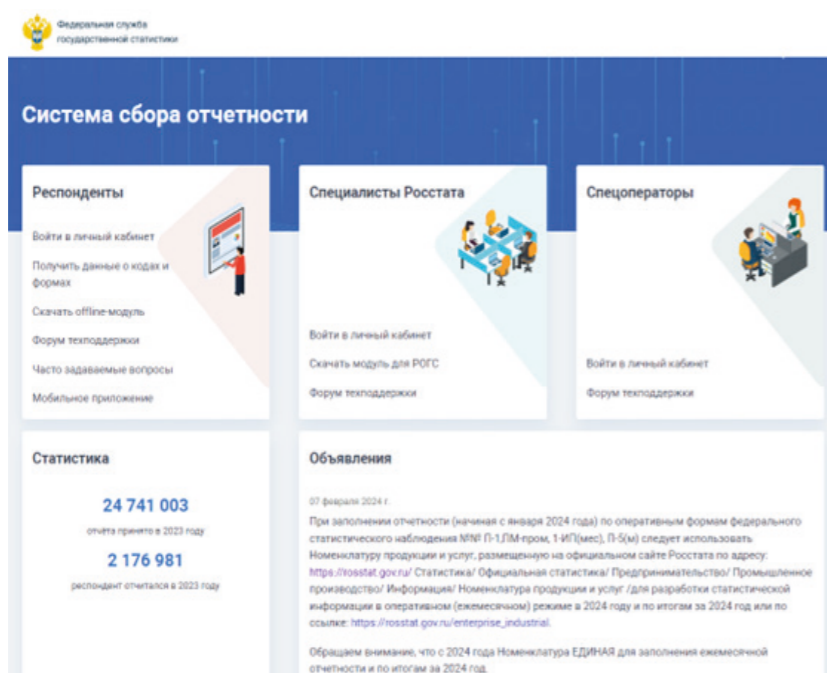 Федеральная служба
государственной статистики
Система сбора отчетности
Респонденты
Войти в личный кабинет
Получить данные о кодах и
формах
Скачать offline-модуль
Форум техподдержки
Часто задаваемые вопросы
Мобильное приложение
Специалисты Росстата
Войти в личный кабинет
Скачать модуль для РОГС
Форум техподдержки
Спецоператоры
Войти в личный кабинет
Форум техподдержки
Статистика
24 741 003
отчёта принято в 2023 году
2 176 981
респондент отчитался в 2023 году
Объявления
07 февраля 2024 г.
При заполнении отчетности (начиная с января 2024 года) по оперативным формам федерального
статистического наблюдения №№ П-1,ПМ-пром, 1-ИП(мес), П-5(м) следует использовать
Номенклатуру продукции и услуг, размещенную на официальном сайте Росстата по адресу:
https://rosstat.gov.ru/ Статистика/ Официальная статистика/ Предпринимательство/ Промышленное
производство/ Информация/ Номенклатура продукции и услуг /для разработки статистической
информации в оперативном (ежемесячном) режиме в 2024 году и по итогам за 2024 год или по
ссылке: https://rosstat.gov.ru/enterprise_industrial.
Обращаем внимание, что с 2024 года Номенклатура ЕДИНАЯ для заполнения ежемесячной
отчетности и по итогам за 2024 год.